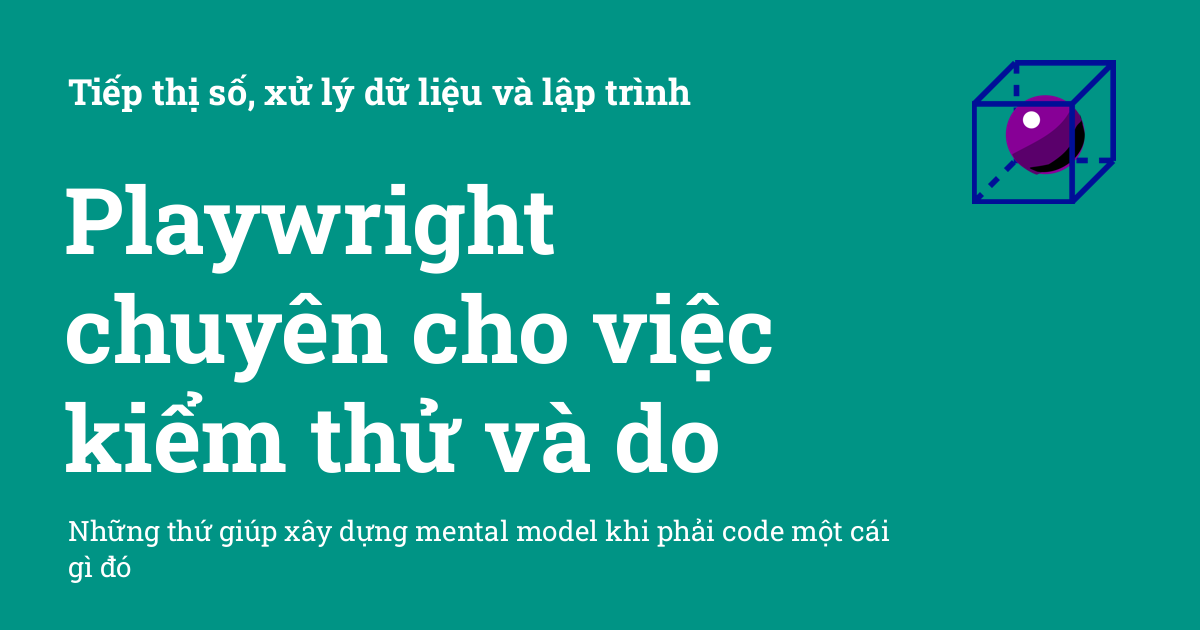 Tiếp thị số, xử lý dữ liệu và lập trình
Playwright
chuyên cho việc
kiểm thử và do
Những thứ giúp xây dựng mental model khi phải code một cái
gì đó